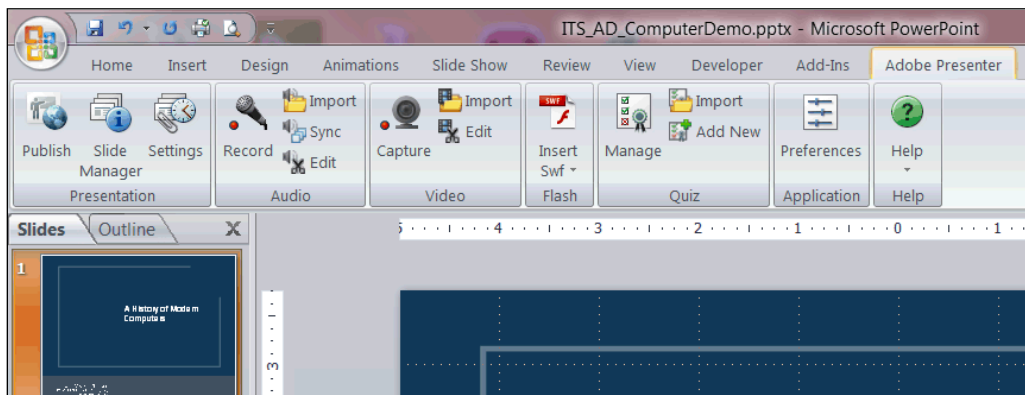 ITS_AD_ComputerDemo.pptx - Microsoft PowerPoint
Home Insert Design Animations Slide Show Review View Developer Add-Ins Adobe Presenter
Publish
Slide Manager
Settings
Presentation
Record
Import
Sync
Edit
Audio
Capture
Import
Edit
Video
SWF
Insert Swf
Flash
Manage
Import
Add New
Quiz
Preferences
Application
Help
Help
Slides Outline X
5 4 3 2 1 0 1
1
A History of Modern
Computers
3